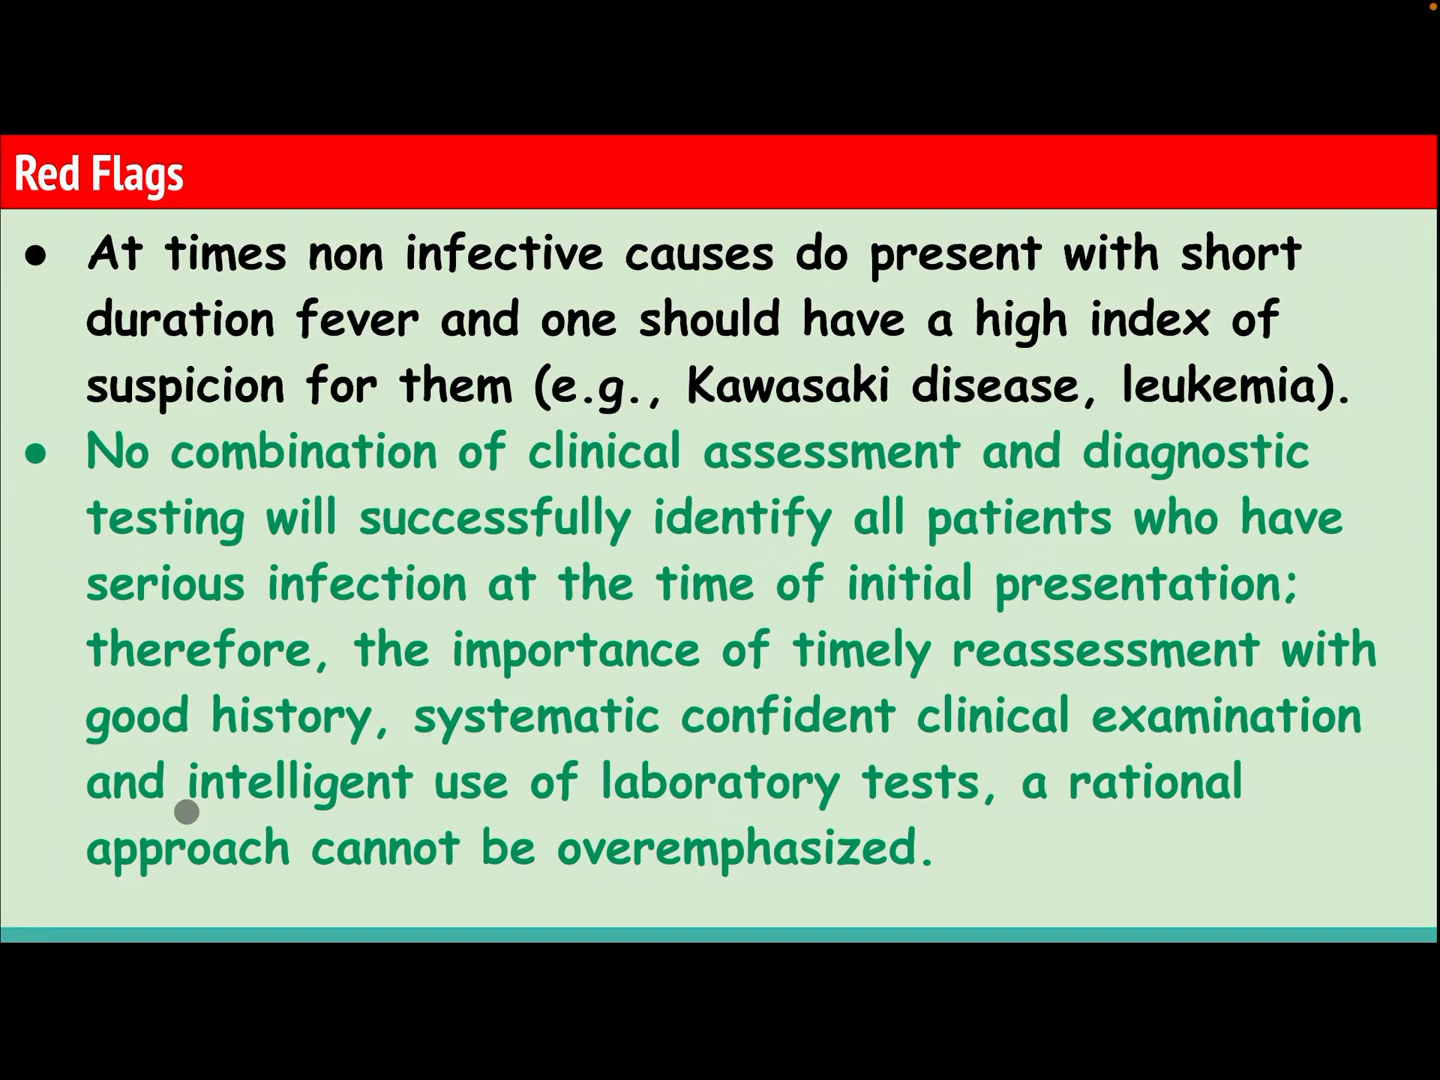 Red Flags
● At times non infective causes do present with short
duration fever and one should have a high index of
suspicion for them (e.g., Kawasaki disease, leukemia).
● No combination of clinical assessment and diagnostic
testing will successfully identify all patients who have
serious infection at the time of initial presentation;
therefore, the importance of timely reassessment with
good history, systematic confident clinical examination
and intelligent use of laboratory tests, a rational
approach cannot be overemphasized.